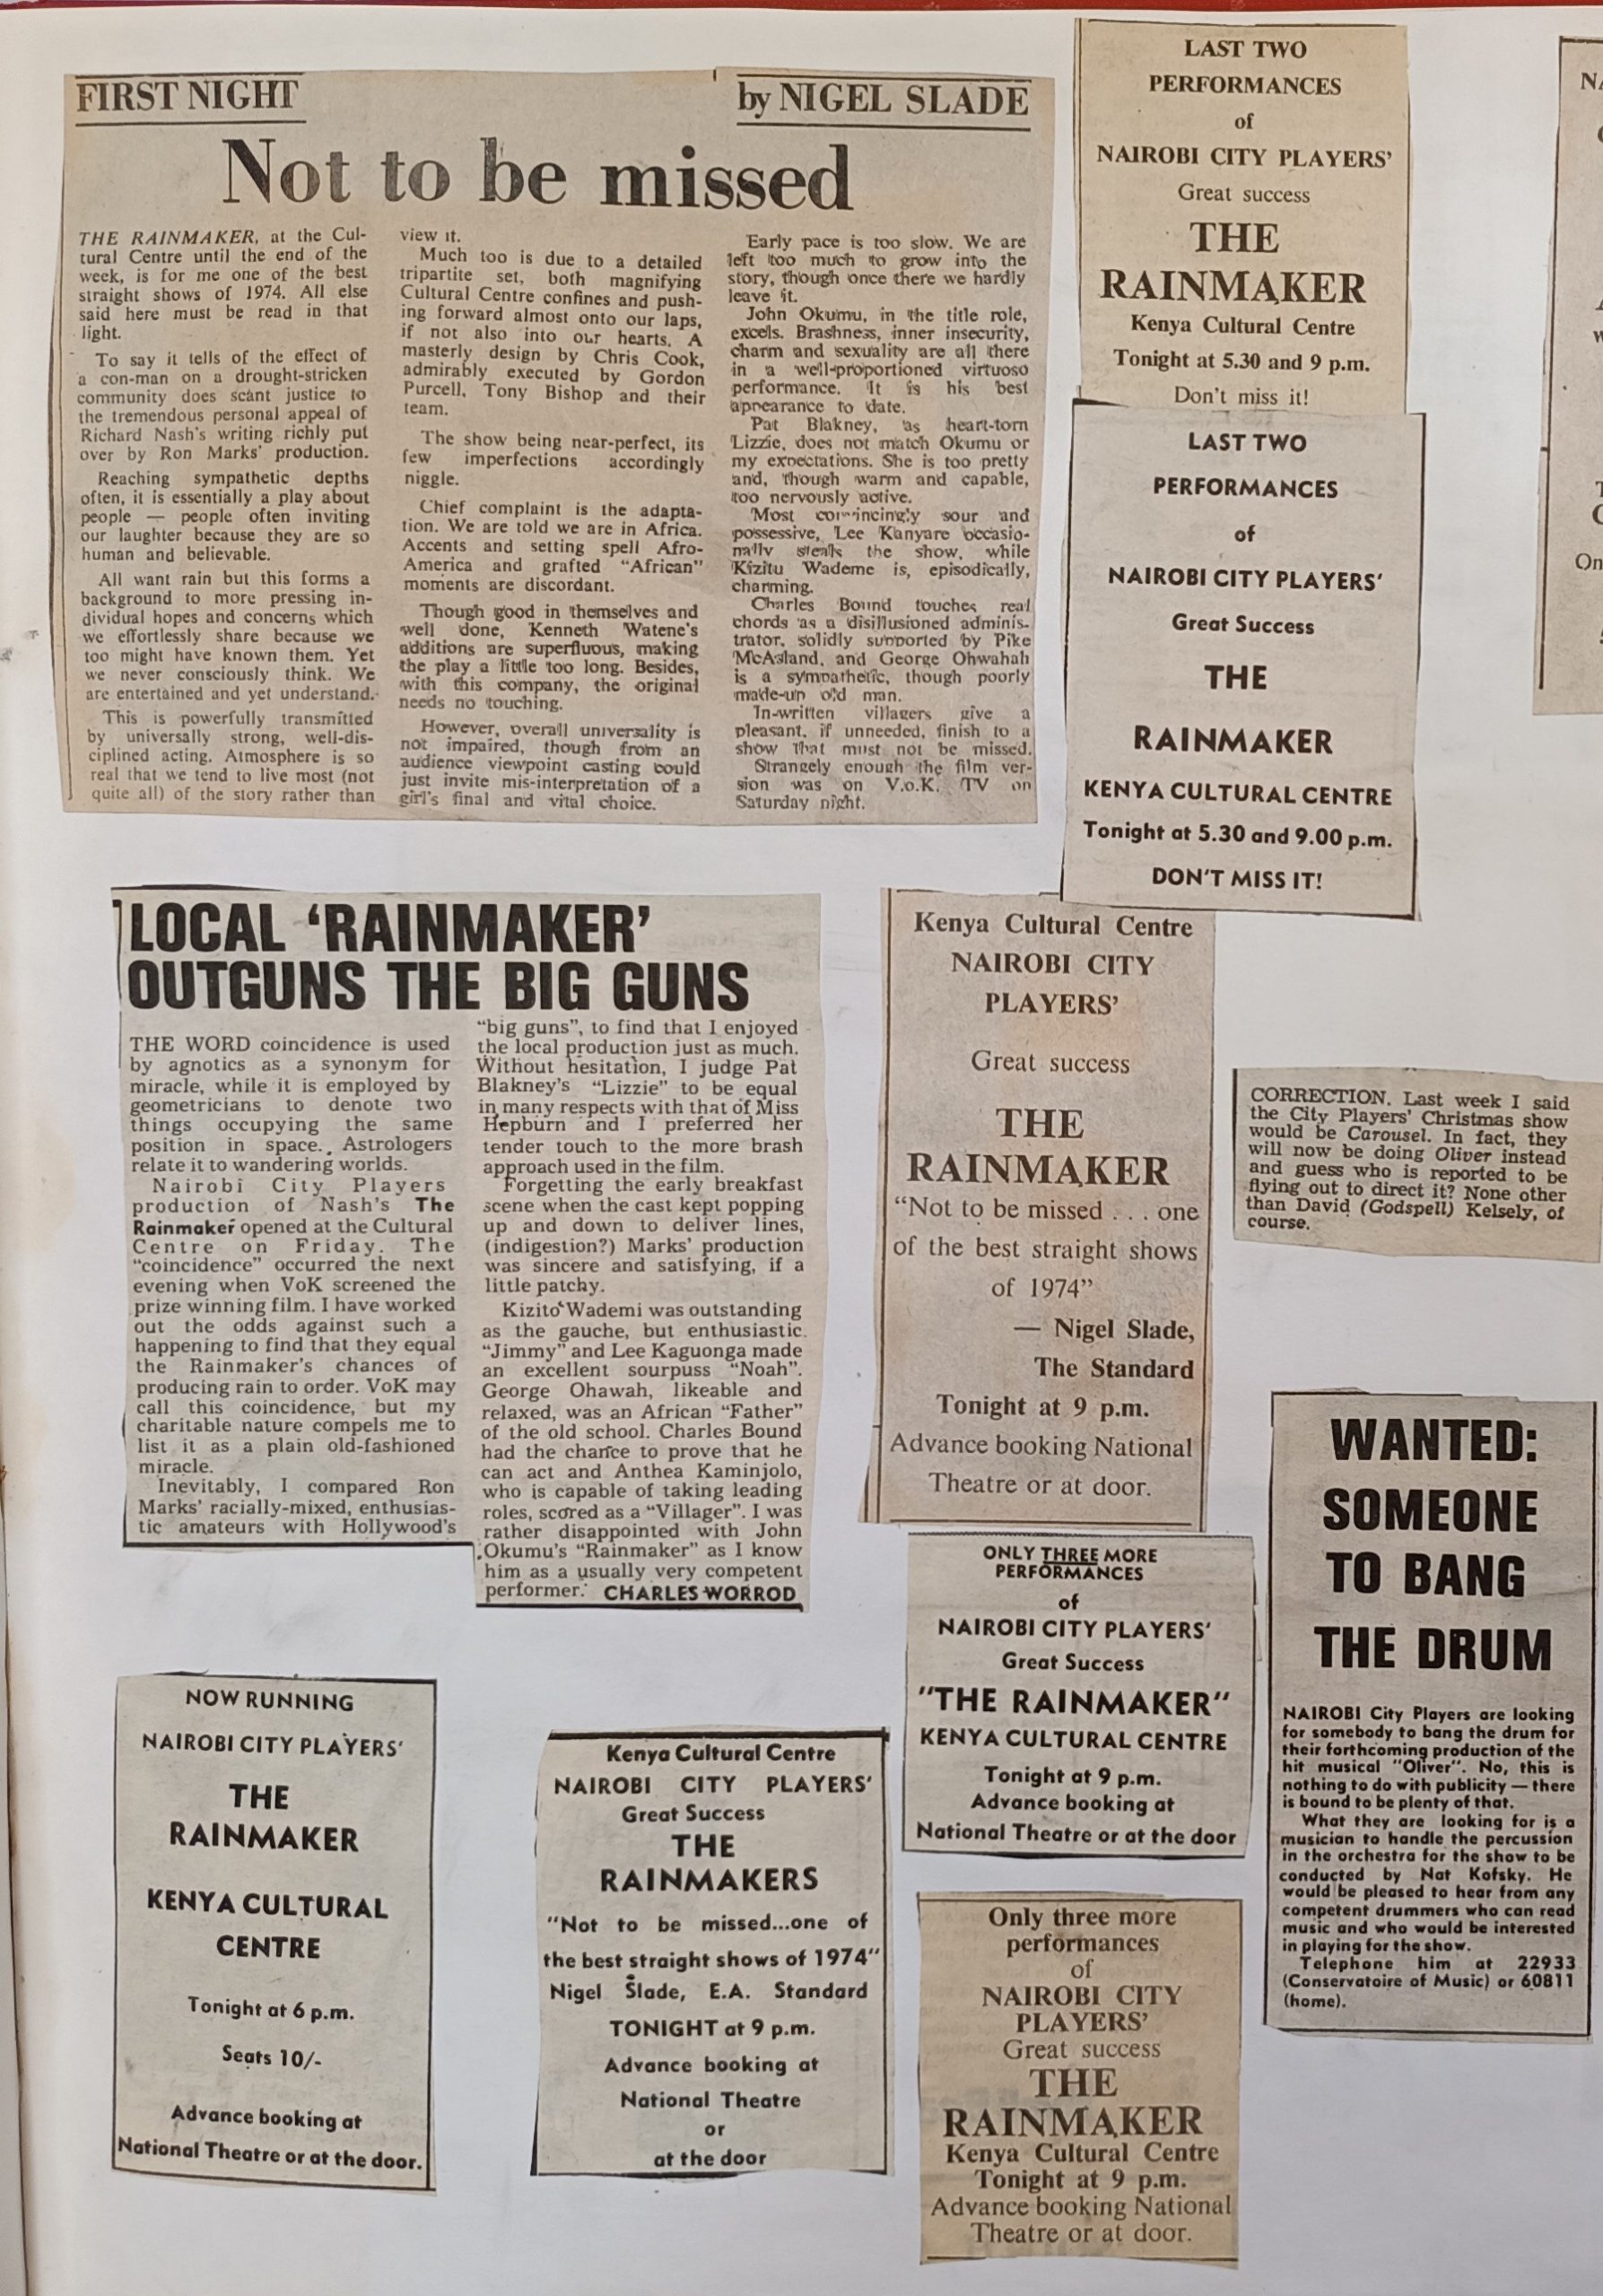 FIRST NIGHT
by NIGEL SLADE
Not to be missed
THE RAINMAKER, at the Cul-
tural Centre until the end of the
week, is for me one of the best
straight shows of 1974. All else
said here must be read in that
light.
To say it tells of the effect of
a con-man on a drought-stricken
community does scant justice to
the tremendous personal appeal of
Richard Nash's writing richly put
over by Ron Marks' production.
Reaching sympathetic depths
often, it is essentially a play about
people — people often inviting
our laughter because they are so
human and believable.
All want rain but this forms a
background to more pressing in-
dividual hopes and concerns which
we effortlessly share because we
too might have known them. Yet
we never consciously think. We
are entertained and yet understand.
This is powerfully transmitted
by universally strong, well-dis-
ciplined acting. Atmosphere is so
real that we tend to live most (not
quite all) of the story rather than
view it.
Much too is due to a detailed
tripartite set, both magnifying
Cultural Centre confines and push-
ing forward almost onto our laps,
if not also into our hearts. A
masterly design by Chris Cook,
admirably executed by Gordon
Purcell, Tony Bishop and their
team.
The show being near-perfect, its
few imperfections accordingly
niggle.
Chief complaint is the adapta-
tion. We are told we are in Africa.
Accents and setting spell Afro-
America and grafted "African"
moments are discordant.
Though good in themselves and
well done, Kenneth Watene's
additions are superfluous, making
the play a little too long. Besides,
with this company, the original
needs no touching.
However, overall universality is
not impaired, though from an
audience viewpoint casting could
just invite mis-interpretation of a
girl's final and vital choice.
Early pace is too slow. We are
left too much to grow into the
story, though once there we hardly
leave it.
John Okumu, in the title role,
excels. Brashness, inner insecurity,
charm and sexuality are all there
in a well-proportioned virtuoso
performance. It is his best
appearance to date.
Pat Blakney, as heart-torn
Lizzie, does not match Okumu or
my expectations. She is too pretty
and, though warm and capable,
too nervously active.
Most convincingly sour and
possessive, Lee Kanyare occasio-
nally steals the show, while
Kizitu Wademe is, episodically,
charming.
Charles Bound touches real
chords as a disillusioned adminis-
trator, solidly supported by Pike
McAsland, and George Ohwahah
is a sympathetic, though poorly
made-up old man.
In-written villagers give a
pleasant, if unneeded, finish to a
show that must not be missed.
Strangely enough the film ver-
sion was on V.o.K. TV on
Saturday night.
LAST TWO
PERFORMANCES
of
NAIROBI CITY PLAYERS'
Great success
THE
RAINMAKER
Kenya Cultural Centre
Tonight at 5.30 and 9 p.m.
Don't miss it!
LAST TWO
PERFORMANCES
of
NAIROBI CITY PLAYERS'
Great Success
THE
RAINMAKER
KENYA CULTURAL CENTRE
Tonight at 5.30 and 9.00 p.m.
DON'T MISS IT!
LOCAL 'RAINMAKER'
OUTGUNS THE BIG GUNS
THE WORD coincidence is used
by agnotics as a synonym for
miracle, while it is employed by
geometricians to denote two
things occupying the same
position in space. Astrologers
relate it to wandering worlds.
Nairobi City Players
production of Nash's The
Rainmaker opened at the Cultural
Centre on Friday. The
"coincidence" occurred the next
evening when VoK screened the
prize winning film. I have worked
out the odds against such a
happening to find that they equal
the Rainmaker's chances of
producing rain to order. VoK may
call this coincidence, but my
charitable nature compels me to
list it as a plain old-fashioned
miracle.
Inevitably, I compared Ron
Marks' racially-mixed, enthusias-
tic amateurs with Hollywood's
"big guns", to find that I enjoyed
the local production just as much.
Without hesitation, I judge Pat
Blakney's "Lizzie" to be equal
in many respects with that of Miss
Hepburn and I preferred her
tender touch to the more brash
approach used in the film.
Forgetting the early breakfast
scene when the cast kept popping
up and down to deliver lines,
(indigestion?) Marks' production
was sincere and satisfying, if a
little patchy.
Kizito Wademi was outstanding
as the gauche, but enthusiastic
"Jimmy" and Lee Kaguonga made
an excellent sourpuss "Noah".
George Ohawah, likeable and
relaxed, was an African "Father"
of the old school. Charles Bound
had the chance to prove that he
can act and Anthea Kaminjolo,
who is capable of taking leading
roles, scored as a "Villager". I was
rather disappointed with John
Okumu's "Rainmaker" as I know
him as a usually very competent
performer. CHARLES WORROD
Kenya Cultural Centre
NAIROBI CITY
PLAYERS'
Great success
THE
RAINMAKER
"Not to be missed . . . one
of the best straight shows
of 1974"
— Nigel Slade,
The Standard
Tonight at 9 p.m.
Advance booking National
Theatre or at door.
CORRECTION. Last week I said
the City Players' Christmas show
would be Carousel. In fact, they
will now be doing Oliver instead
and guess who is reported to be
flying out to direct it? None other
than David (Godspell) Kelsely, of
course.
ONLY THREE MORE
PERFORMANCES
of
NAIROBI CITY PLAYERS'
Great Success
"THE RAINMAKER"
KENYA CULTURAL CENTRE
Tonight at 9 p.m.
Advance booking at
National Theatre or at the door
WANTED:
SOMEONE
TO BANG
THE DRUM
NAIROBI City Players are looking
for somebody to bang the drum for
their forthcoming production of the
hit musical "Oliver". No, this is
nothing to do with publicity — there
is bound to be plenty of that.
What they are looking for is a
musician to handle the percussion
in the orchestra for the show to be
conducted by Nat Kofsky. He
would be pleased to hear from any
competent drummers who can read
music and who would be interested
in playing for the show.
Telephone him at 22933
(Conservatoire of Music) or 60811
(home).
NOW RUNNING
NAIROBI CITY PLAYERS'
THE
RAINMAKER
KENYA CULTURAL
CENTRE
Tonight at 6 p.m.
Seats 10/-
Advance booking at
National Theatre or at the door.
Kenya Cultural Centre
NAIROBI CITY PLAYERS'
Great Success
THE
RAINMAKERS
"Not to be missed...one of
the best straight shows of 1974"
Nigel Slade, E.A. Standard
TONIGHT at 9 p.m.
Advance booking at
National Theatre
or
at the door
Only three more
performances
of
NAIROBI CITY
PLAYERS'
Great success
THE
RAINMAKER
Kenya Cultural Centre
Tonight at 9 p.m.
Advance booking National
Theatre or at door.